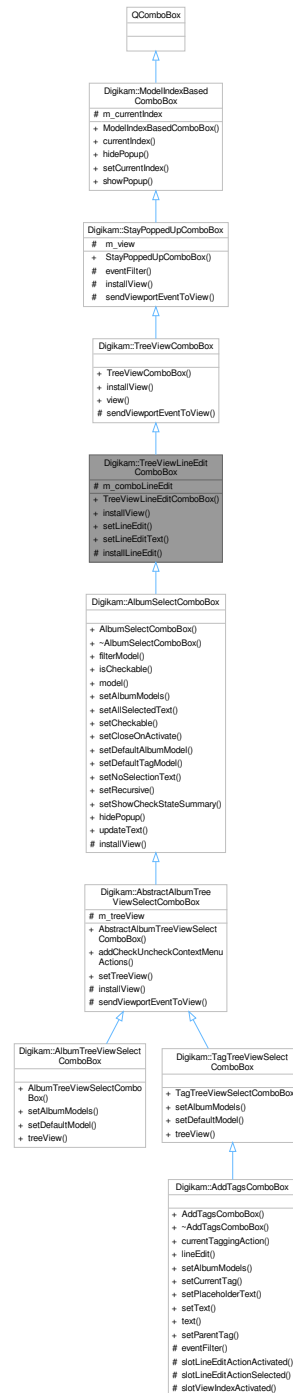 QComboBox
Digikam::ModelIndexBased
ComboBox
# m_currentIndex
+ ModelIndexBasedComboBox()
+ currentIndex()
+ hidePopup()
+ setCurrentIndex()
+ showPopup()
Digikam::StayPoppedUpComboBox
# m_view
+ StayPoppedUpComboBox()
# eventFilter()
# installView()
# sendViewportEventToView()
Digikam::TreeViewComboBox
+ TreeViewComboBox()
+ installView()
+ view()
# sendViewportEventToView()
Digikam::TreeViewLineEdit
ComboBox
# m_comboLineEdit
+ TreeViewLineEditComboBox()
+ installView()
+ setLineEdit()
+ setLineEditText()
# installLineEdit()
Digikam::AlbumSelectComboBox
+ AlbumSelectComboBox()
+ ~AlbumSelectComboBox()
+ filterModel()
+ isCheckable()
+ model()
+ setAlbumModels()
+ setAllSelectedText()
+ setCheckable()
+ setCloseOnActivate()
+ setDefaultAlbumModel()
+ setDefaultTagModel()
+ setNoSelectionText()
+ setRecursive()
+ setShowCheckStateSummary()
+ hidePopup()
+ updateText()
# installView()
Digikam::AbstractAlbumTree
ViewSelectComboBox
# m_treeView
+ AbstractAlbumTreeViewSelect
ComboBox()
+ addCheckUncheckContextMenu
Actions()
+ setTreeView()
# installView()
# sendViewportEventToView()
Digikam::AlbumTreeViewSelect
ComboBox
+ AlbumTreeViewSelectCombo
Box()
+ setAlbumModels()
+ setDefaultModel()
+ treeView()
Digikam::TagTreeViewSelect
ComboBox
+ TagTreeViewSelectComboBox()
+ setAlbumModels()
+ setDefaultModel()
+ treeView()
Digikam::AddTagsComboBox
+ AddTagsComboBox()
+ ~AddTagsComboBox()
+ currentTaggingAction()
+ lineEdit()
+ setAlbumModels()
+ setCurrentTag()
+ setPlaceholderText()
+ setText()
+ text()
+ setParentTag()
# eventFilter()
# slotLineEditActionActivated()
# slotLineEditActionSelected()
# slotViewIndexActivated()